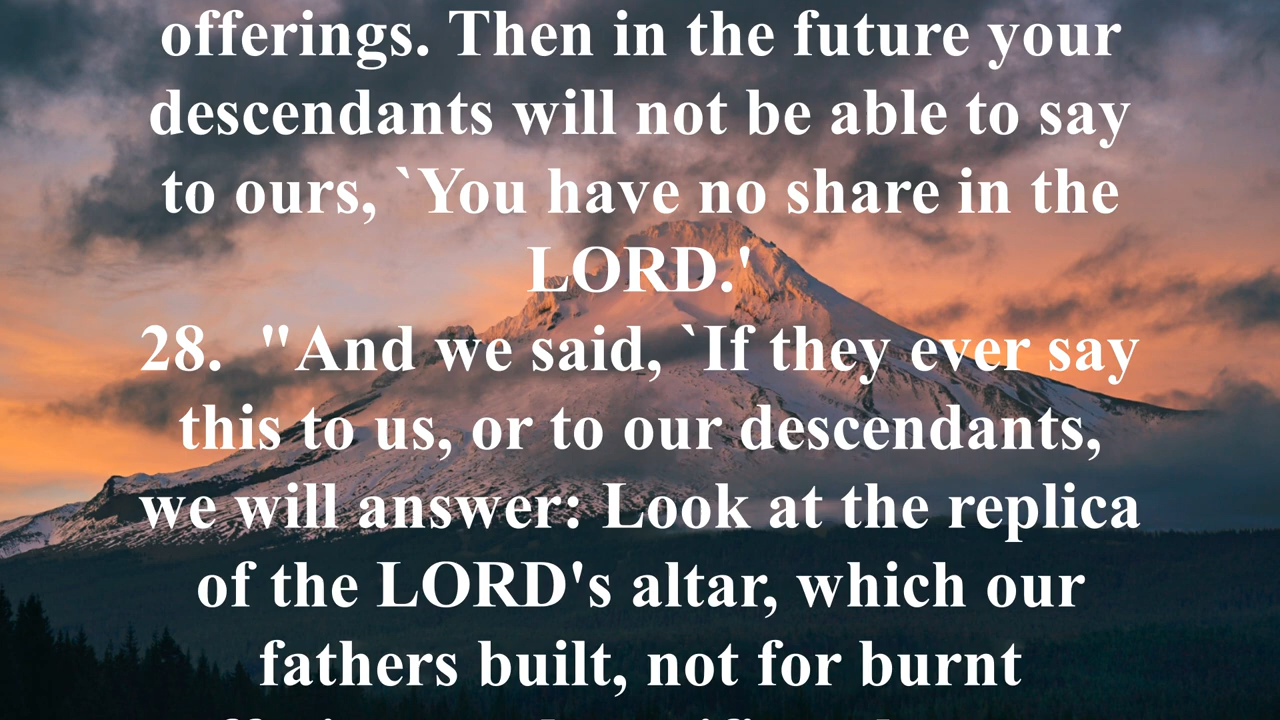 offerings. Then in the future your
descendants will not be able to say
to ours, `You have no share in the
LORD.'
28.  "And we said, `If they ever say
this to us, or to our descendants,
we will answer: Look at the replica
of the LORD's altar, which our
fathers built, not for burnt